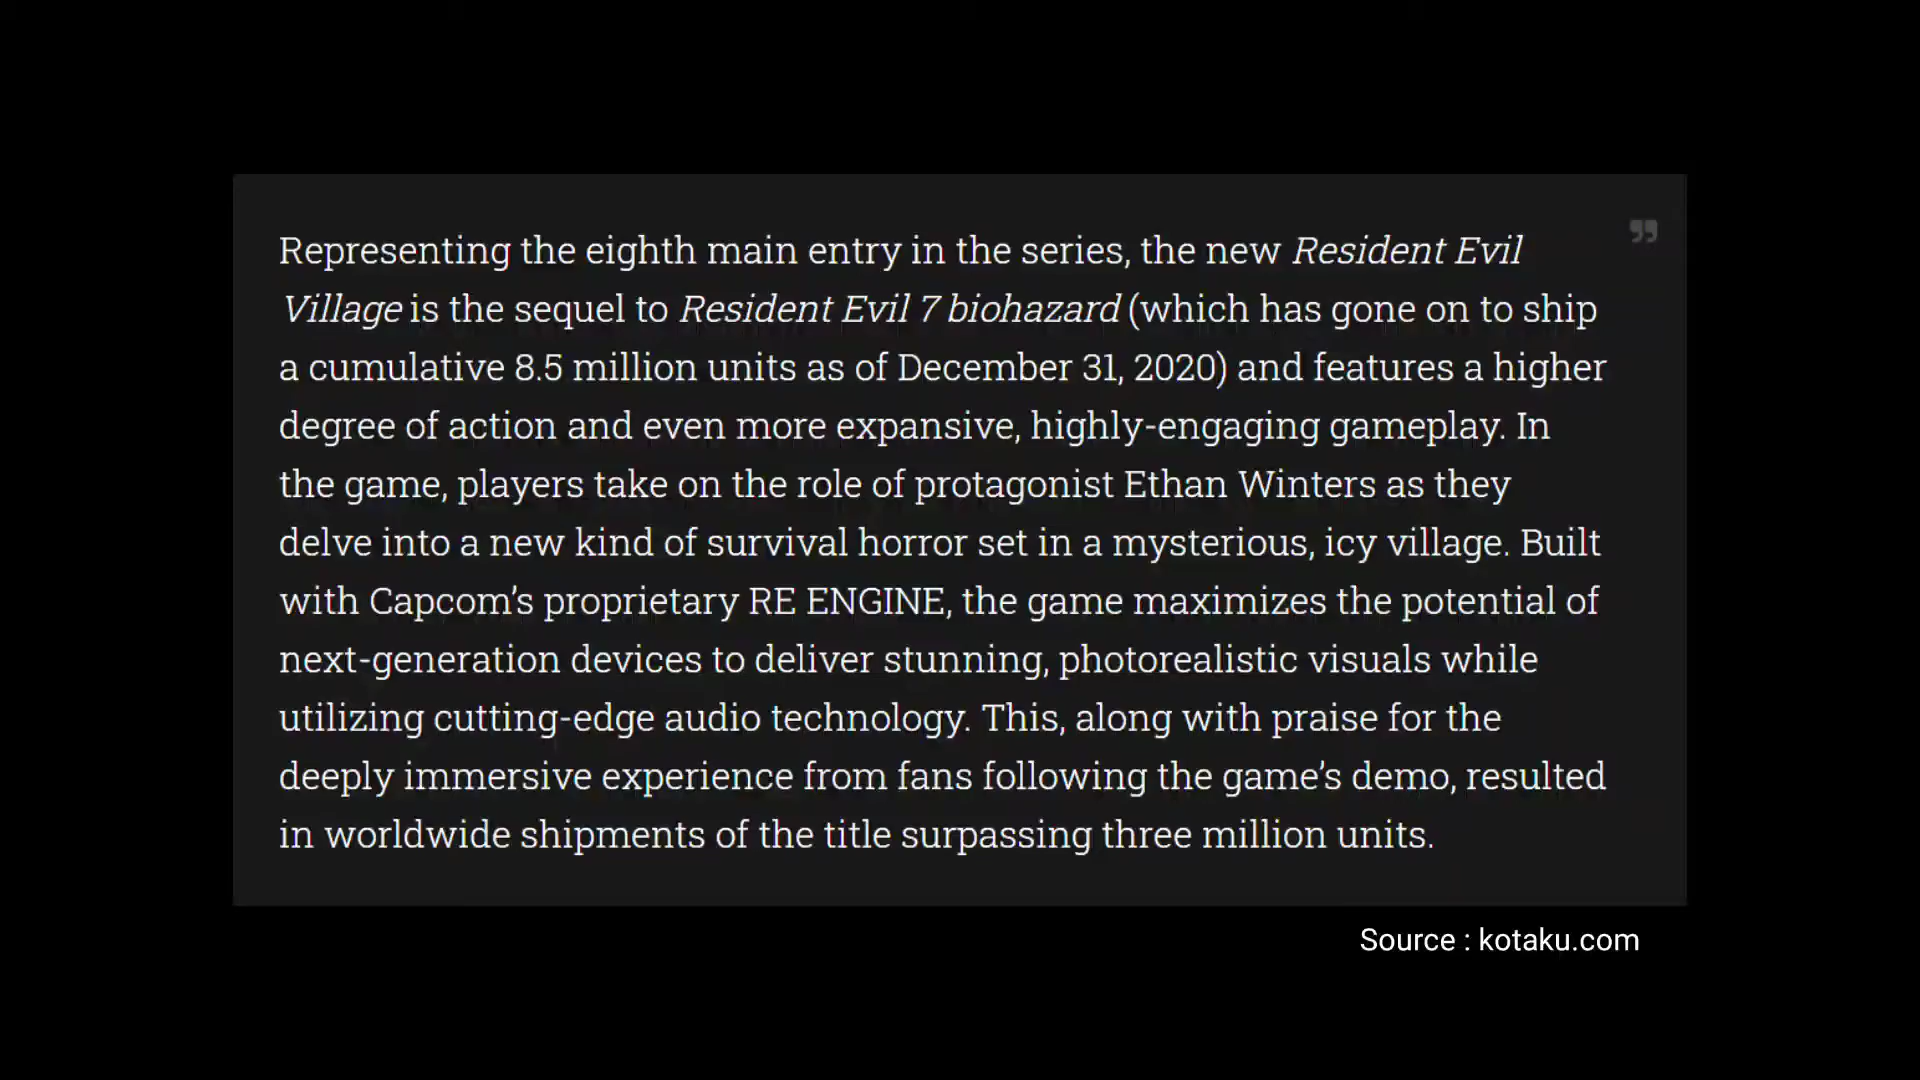 Representing the eighth main entry in the series, the new Resident Evil
Village is the sequel to Resident Evil 7 biohazard (which has gone on to ship
a cumulative 8.5 million units as of December 31, 2020) and features a higher
degree of action and even more expansive, highly-engaging gameplay. In
the game, players take on the role of protagonist Ethan Winters as they
delve into a new kind of survival horror set in a mysterious, icy village. Built
with Capcom’s proprietary RE ENGINE, the game maximizes the potential of
next-generation devices to deliver stunning, photorealistic visuals while
utilizing cutting-edge audio technology. This, along with praise for the
deeply immersive experience from fans following the game’s demo, resulted
in worldwide shipments of the title surpassing three million units.
Source : kotaku.com